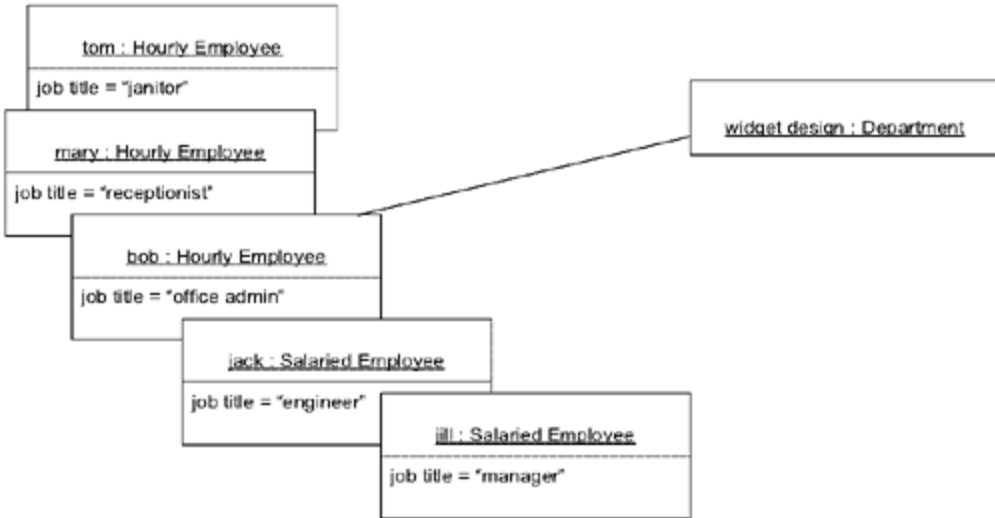 tom : Hourly Employee
job title = "janitor"
mary : Hourly Employee
job title = "receptionist"
bob : Hourly Employee
job title = "office admin"
jack : Salaried Employee
job title = "engineer"
jill : Salaried Employee
job title = "manager"
widget design : Department